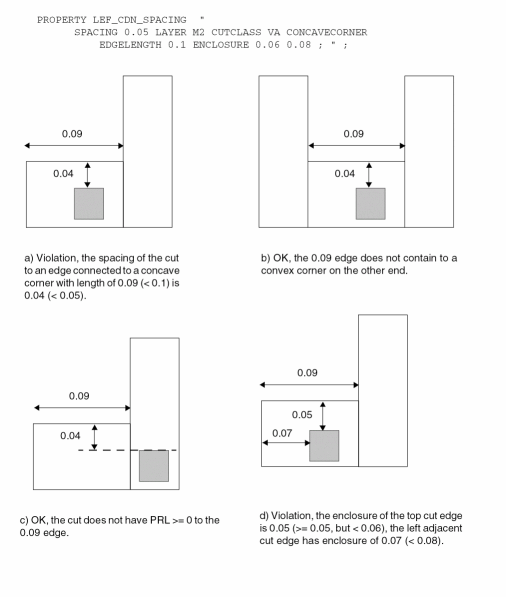 PROPERTY LEF_CDN_SPACING "
SPACING 0.05 LAYER M2 CUTCLASS VA CONCAVECORNER
EDGELENGTH 0.1 ENCLOSURE 0.06 0.08 ; " ;
0.09
0.04
a) Violation, the spacing of the cut
to an edge connected to a concave
corner with length of 0.09 (< 0.1) is
0.04 (< 0.05).
0.09
0.04
b) OK, the 0.09 edge does not contain to a
convex corner on the other end.
0.09
0.04
c) OK, the cut does not have PRL >= 0 to the
0.09 edge.
0.09
0.05
0.07
d) Violation, the enclosure of the top cut edge
is 0.05 (>= 0.05, but < 0.06), the left adjacent
cut edge has enclosure of 0.07 (< 0.08).